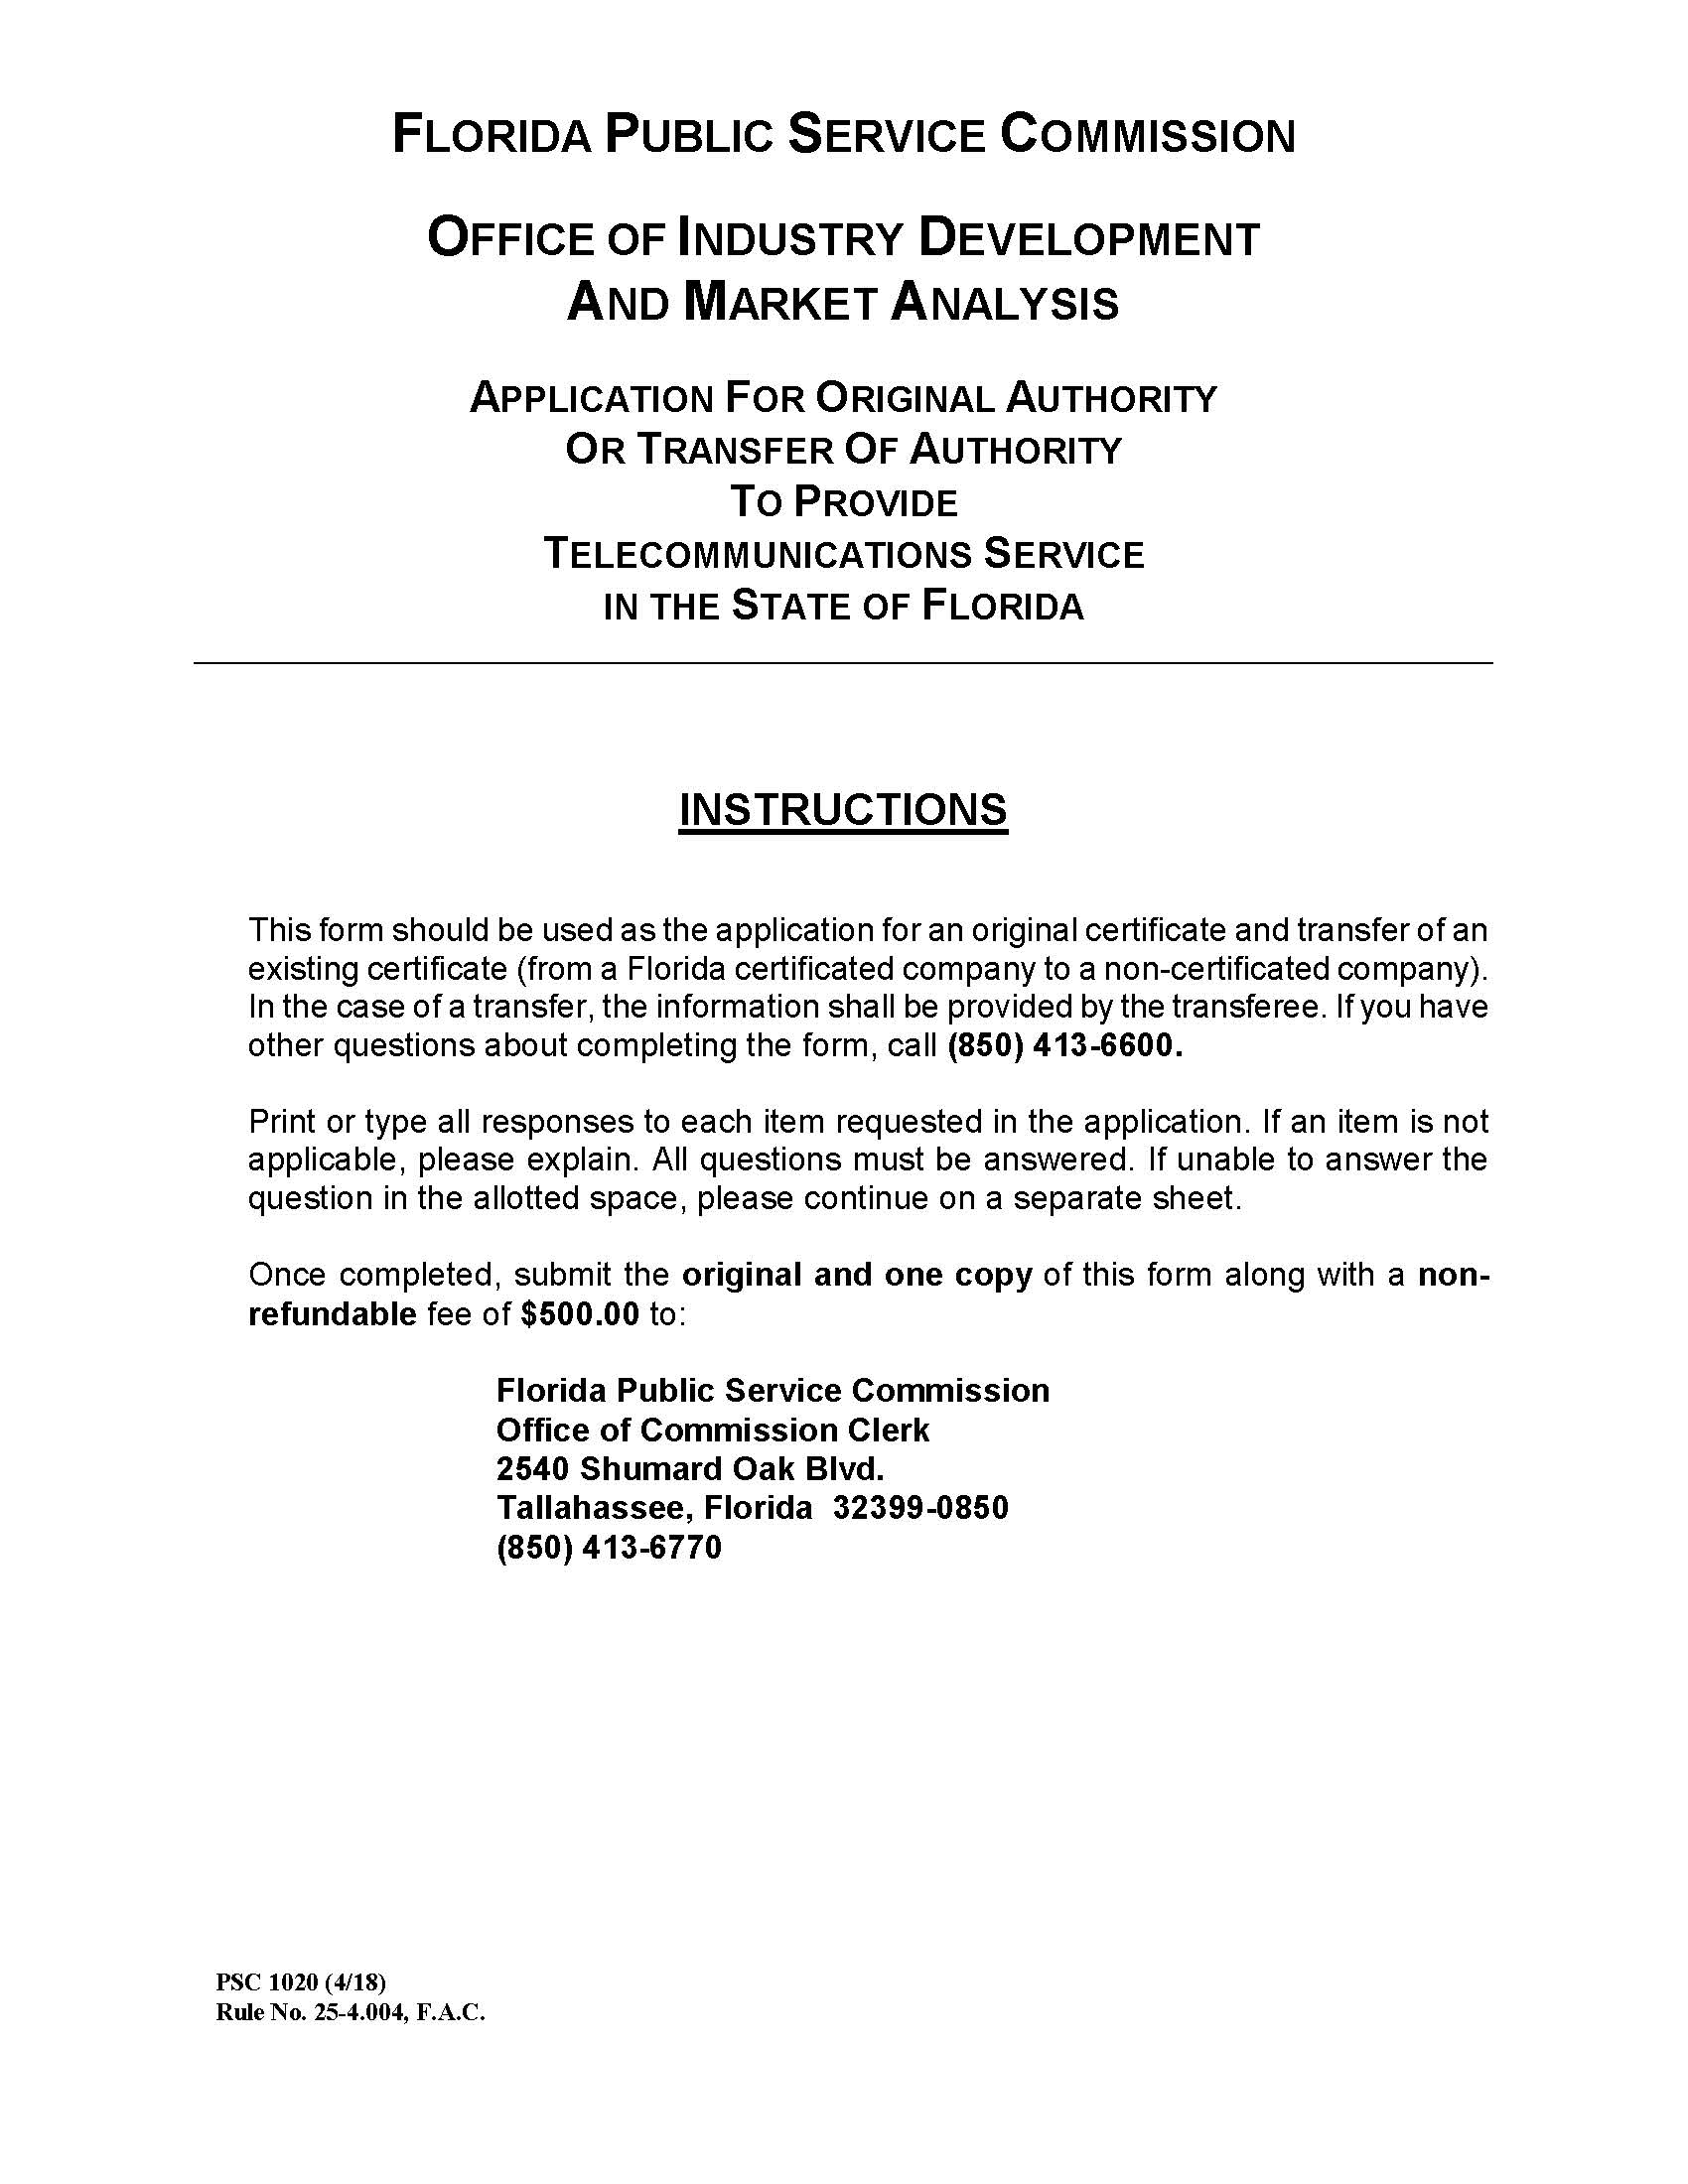 FLORIDA PUBLIC SERVICE COMMISSION
OFFICE OF INDUSTRY DEVELOPMENT
AND MARKET ANALYSIS
APPLICATION FOR ORIGINAL AUTHORITY
OR TRANSFER OF AUTHORITY
TO PROVIDE
TELECOMMUNICATIONS SERVICE
IN THE STATE OF FLORIDA
INSTRUCTIONS
This form should be used as the application for an original certificate and transfer of an
existing certificate (from a Florida certificated company to a non-certificated company).
In the case of a transfer, the information shall be provided by the transferee. If you have
other questions about completing the form, call (850) 413-6600.
Print or type all responses to each item requested in the application. If an item is not
applicable, please explain. All questions must be answered. If unable to answer the
question in the allotted space, please continue on a separate sheet.
Once completed, submit the original and one copy of this form along with a non-
refundable fee of $500.00 to:
Florida Public Service Commission
Office of Commission Clerk
2540 Shumard Oak Blvd.
Tallahassee, Florida  32399-0850
(850) 413-6770
PSC 1020 (4/18)
Rule No. 25-4.004, F.A.C.